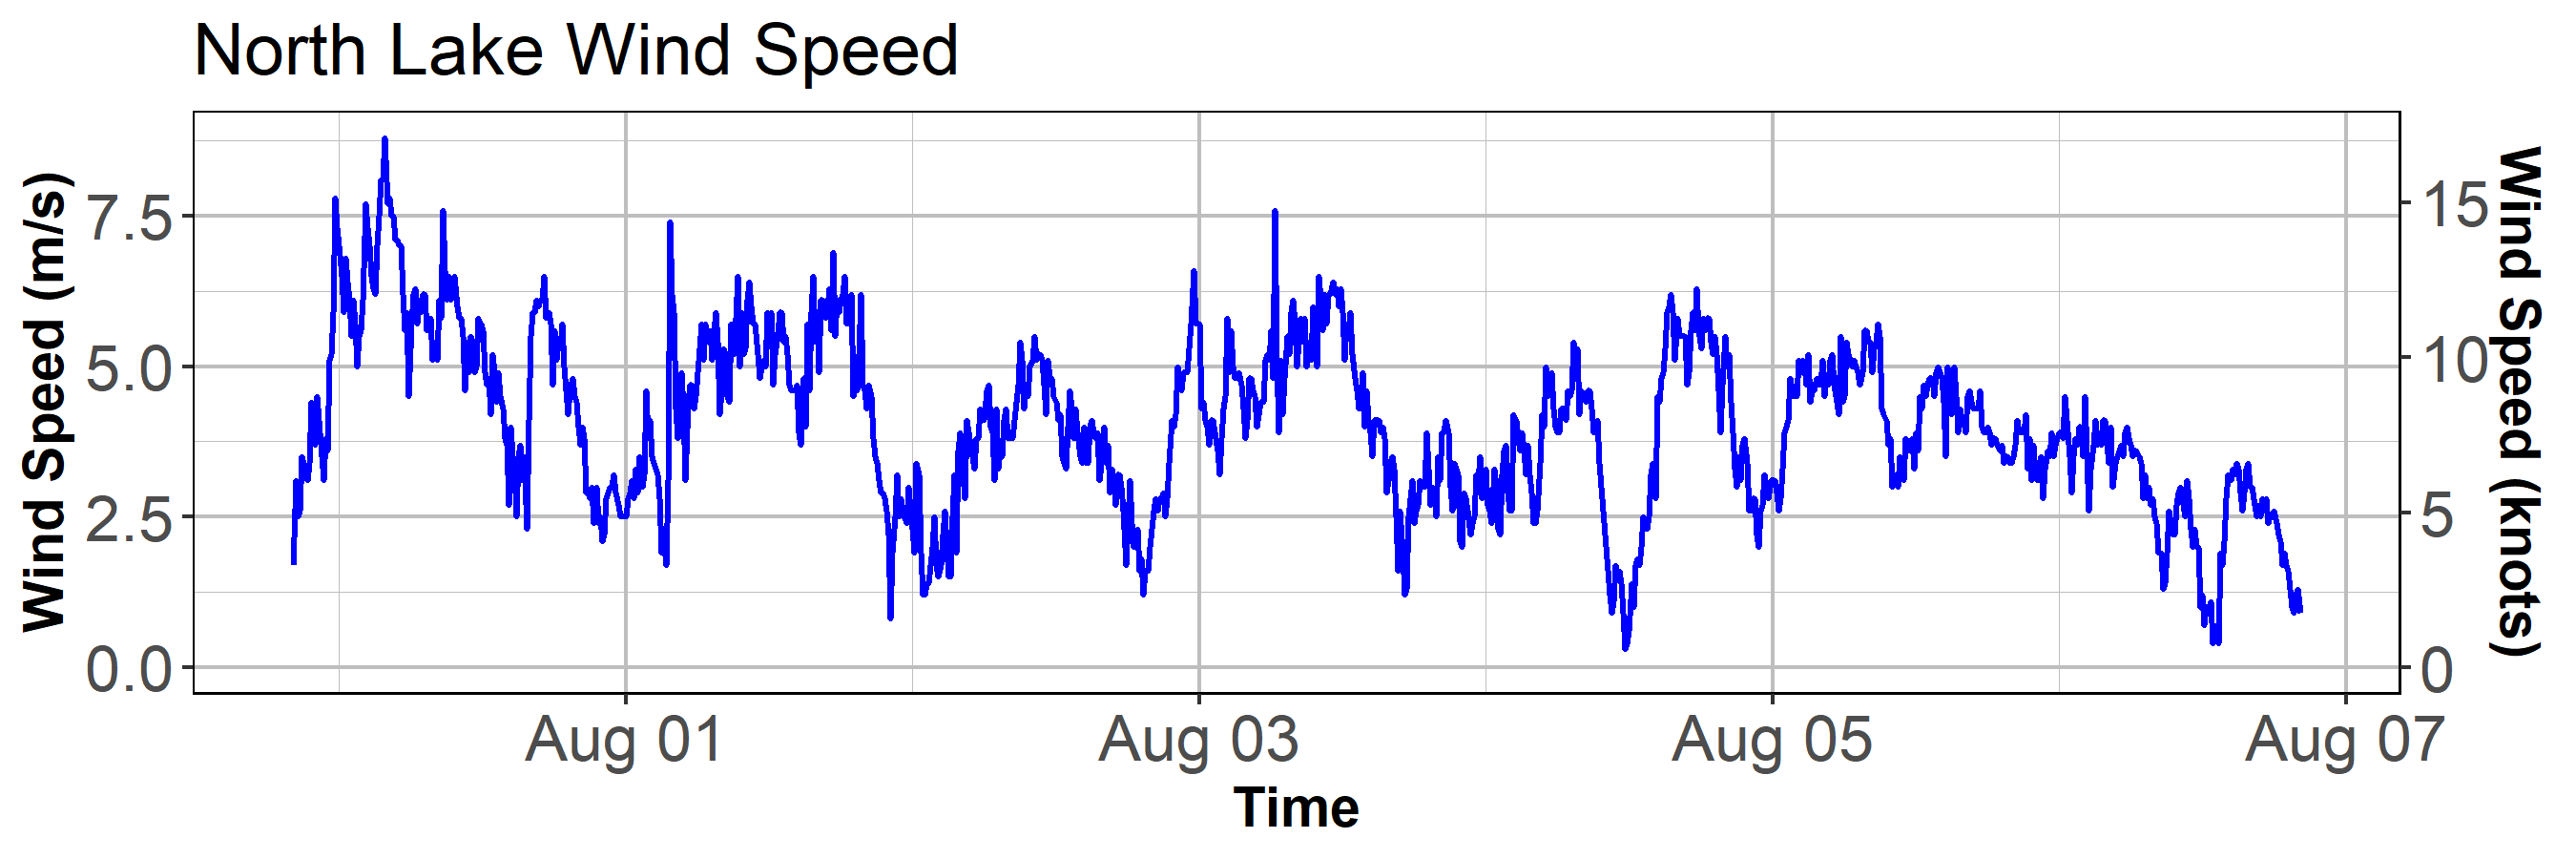 North Lake Wind Speed
Wind Speed (m/s)
7.5
5.0
2.5
0.0
15
10
5
0
Wind Speed (knots)
Aug 01
Aug 03
Aug 05
Aug 07
Time